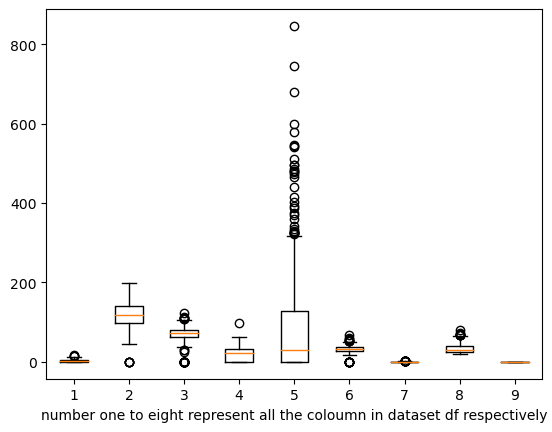 800
600
400
200
0
1 2 3 4 5 6 7 8 9
number one to eight represent all the coloumn in dataset df respectively